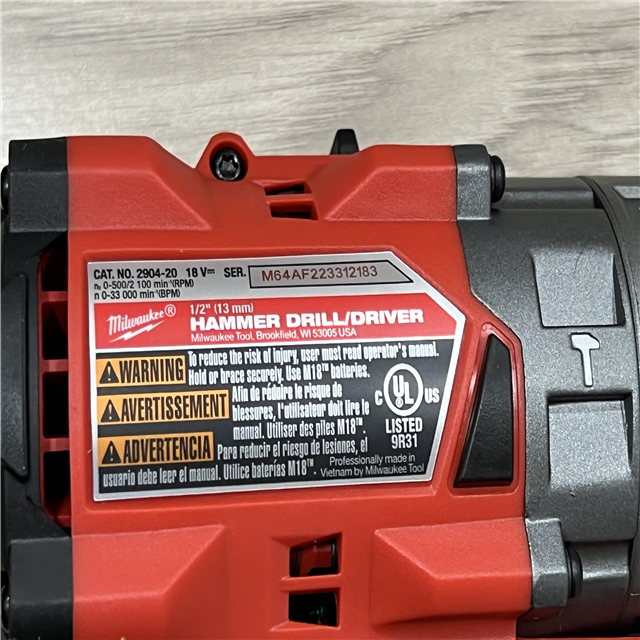 CAT. NO. 2904-20 18 V⎓ SER. M64AF223312183
n₀ 0-500/2 100 min⁻¹(RPM)
n 0-33 000 min⁻¹(BPM)
Milwaukee®
1/2" (13 mm)
HAMMER DRILL/DRIVER
Milwaukee Tool, Brookfield, WI 53005 USA
WARNING To reduce the risk of injury, user must read operator's manual.
Hold or brace securely. Use M18™ batteries.
AVERTISSEMENT Afin de réduire le risque de
blessures, l'utilisateur doit lire le
manual. Utiliser des piles M18™.
ADVERTENCIA Para reducir el riesgo de lesiones, el
usuario debe leer el manual. Utilice baterías M18™.
C UL US
LISTED
9R31
Professionally made in
Vietnam by Milwaukee Tool